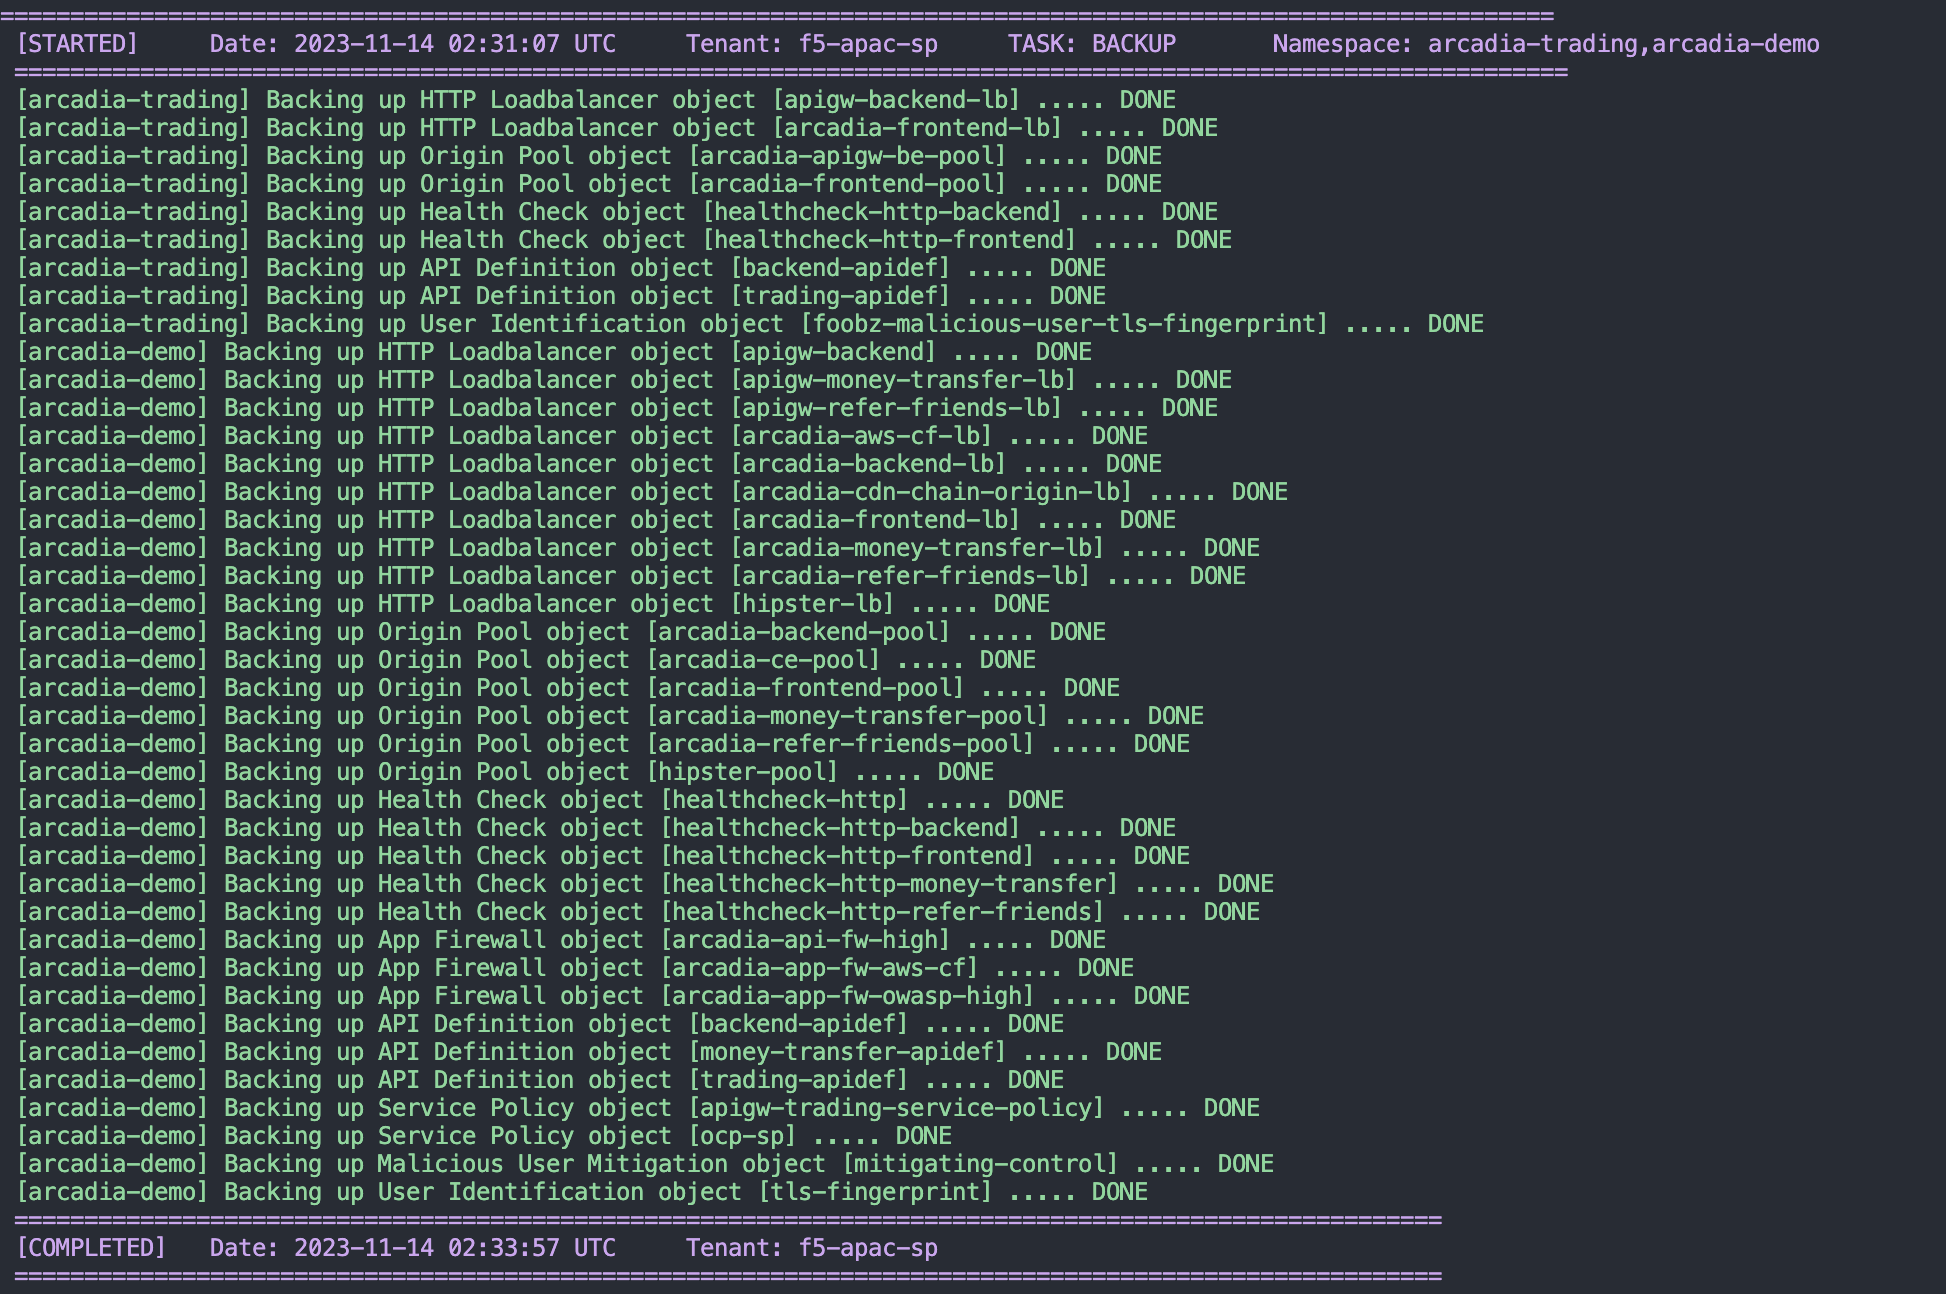 ===============================================================================================================
[STARTED]     Date: 2023-11-14 02:31:07 UTC     Tenant: f5-apac-sp     TASK: BACKUP       Namespace: arcadia-trading,arcadia-demo
===============================================================================================================
[arcadia-trading] Backing up HTTP Loadbalancer object [apigw-backend-lb] ..... DONE
[arcadia-trading] Backing up HTTP Loadbalancer object [arcadia-frontend-lb] ..... DONE
[arcadia-trading] Backing up Origin Pool object [arcadia-apigw-be-pool] ..... DONE
[arcadia-trading] Backing up Origin Pool object [arcadia-frontend-pool] ..... DONE
[arcadia-trading] Backing up Health Check object [healthcheck-http-backend] ..... DONE
[arcadia-trading] Backing up Health Check object [healthcheck-http-frontend] ..... DONE
[arcadia-trading] Backing up API Definition object [backend-apidef] ..... DONE
[arcadia-trading] Backing up API Definition object [trading-apidef] ..... DONE
[arcadia-trading] Backing up User Identification object [foobz-malicious-user-tls-fingerprint] ..... DONE
[arcadia-demo] Backing up HTTP Loadbalancer object [apigw-backend] ..... DONE
[arcadia-demo] Backing up HTTP Loadbalancer object [apigw-money-transfer-lb] ..... DONE
[arcadia-demo] Backing up HTTP Loadbalancer object [apigw-refer-friends-lb] ..... DONE
[arcadia-demo] Backing up HTTP Loadbalancer object [arcadia-aws-cf-lb] ..... DONE
[arcadia-demo] Backing up HTTP Loadbalancer object [arcadia-backend-lb] ..... DONE
[arcadia-demo] Backing up HTTP Loadbalancer object [arcadia-cdn-chain-origin-lb] ..... DONE
[arcadia-demo] Backing up HTTP Loadbalancer object [arcadia-frontend-lb] ..... DONE
[arcadia-demo] Backing up HTTP Loadbalancer object [arcadia-money-transfer-lb] ..... DONE
[arcadia-demo] Backing up HTTP Loadbalancer object [arcadia-refer-friends-lb] ..... DONE
[arcadia-demo] Backing up HTTP Loadbalancer object [hipster-lb] ..... DONE
[arcadia-demo] Backing up Origin Pool object [arcadia-backend-pool] ..... DONE
[arcadia-demo] Backing up Origin Pool object [arcadia-ce-pool] ..... DONE
[arcadia-demo] Backing up Origin Pool object [arcadia-frontend-pool] ..... DONE
[arcadia-demo] Backing up Origin Pool object [arcadia-money-transfer-pool] ..... DONE
[arcadia-demo] Backing up Origin Pool object [arcadia-refer-friends-pool] ..... DONE
[arcadia-demo] Backing up Origin Pool object [hipster-pool] ..... DONE
[arcadia-demo] Backing up Health Check object [healthcheck-http] ..... DONE
[arcadia-demo] Backing up Health Check object [healthcheck-http-backend] ..... DONE
[arcadia-demo] Backing up Health Check object [healthcheck-http-frontend] ..... DONE
[arcadia-demo] Backing up Health Check object [healthcheck-http-money-transfer] ..... DONE
[arcadia-demo] Backing up Health Check object [healthcheck-http-refer-friends] ..... DONE
[arcadia-demo] Backing up App Firewall object [arcadia-api-fw-high] ..... DONE
[arcadia-demo] Backing up App Firewall object [arcadia-app-fw-aws-cf] ..... DONE
[arcadia-demo] Backing up App Firewall object [arcadia-app-fw-owasp-high] ..... DONE
[arcadia-demo] Backing up API Definition object [backend-apidef] ..... DONE
[arcadia-demo] Backing up API Definition object [money-transfer-apidef] ..... DONE
[arcadia-demo] Backing up API Definition object [trading-apidef] ..... DONE
[arcadia-demo] Backing up Service Policy object [apigw-trading-service-policy] ..... DONE
[arcadia-demo] Backing up Service Policy object [ocp-sp] ..... DONE
[arcadia-demo] Backing up Malicious User Mitigation object [mitigating-control] ..... DONE
[arcadia-demo] Backing up User Identification object [tls-fingerprint] ..... DONE
======================================================================================================
[COMPLETED]   Date: 2023-11-14 02:33:57 UTC     Tenant: f5-apac-sp
======================================================================================================